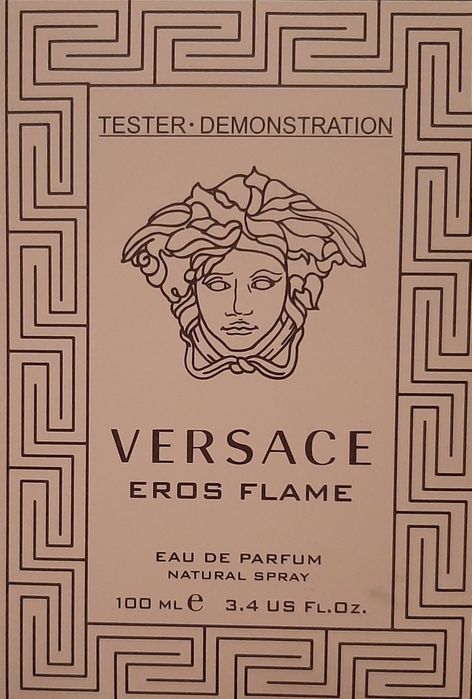 TESTER · DEMONSTRATION
VERSACE
EROS FLAME
EAU DE PARFUM
NATURAL SPRAY
100 ML ℮ 3.4 US FL.OZ.